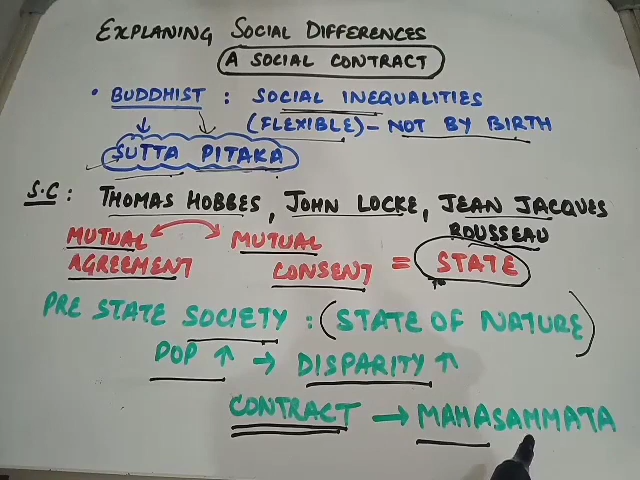 EXPLANING SOCIAL DIFFERENCES
A SOCIAL CONTRACT
• BUDDHIST : SOCIAL INEQUALITIES
(FLEXIBLE) - NOT BY BIRTH
SUTTA PITAKA
S.C : THOMAS HOBBES, JOHN LOCKE, JEAN JACQUES
ROUSSEAU
MUTUAL MUTUAL
AGREEMENT CONSENT = STATE
PRE STATE SOCIETY : (STATE OF NATURE)
POP ↑ → DISPARITY ↑
CONTRACT → MAHASAMMATA